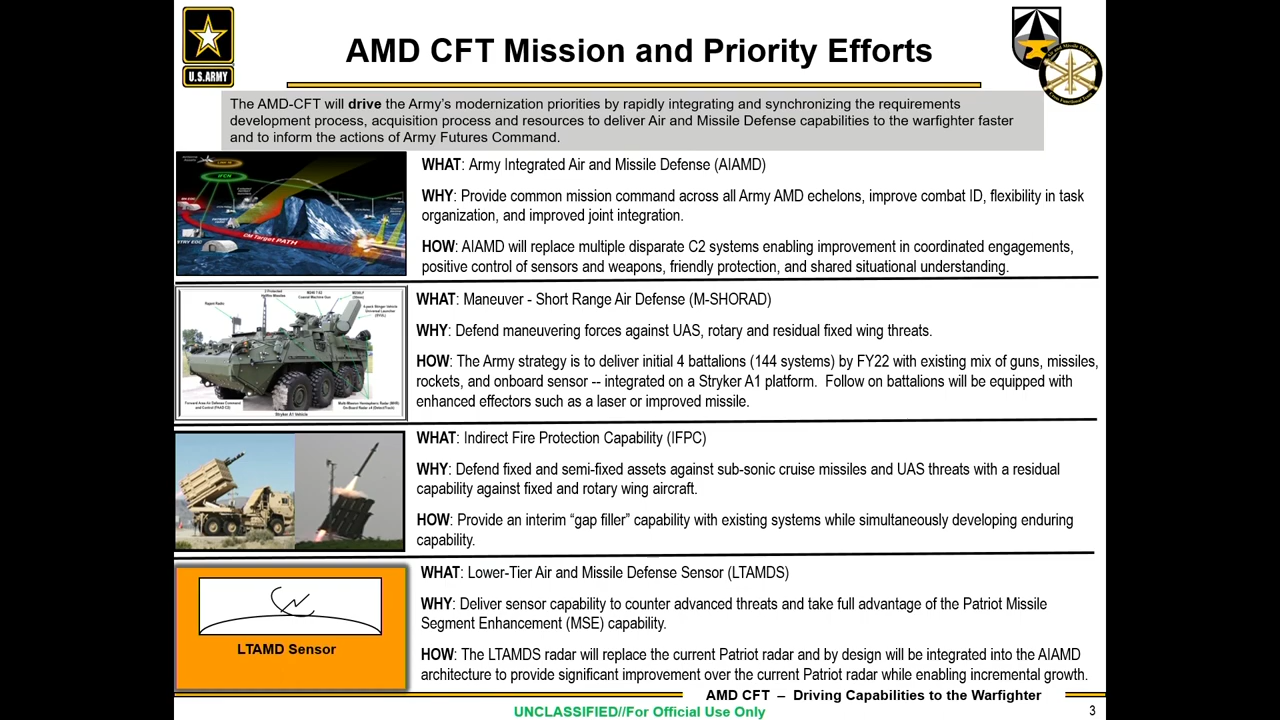 U.S.ARMY
AMD CFT Mission and Priority Efforts
The AMD-CFT will drive the Army's modernization priorities by rapidly integrating and synchronizing the requirements
development process, acquisition process and resources to deliver Air and Missile Defense capabilities to the warfighter faster
and to inform the actions of Army Futures Command.
IFCN
CM Target PATH
WHAT: Army Integrated Air and Missile Defense (AIAMD)
WHY: Provide common mission command across all Army AMD echelons, improve combat ID, flexibility in task
organization, and improved joint integration.
HOW: AIAMD will replace multiple disparate C2 systems enabling improvement in coordinated engagements,
positive control of sensors and weapons, friendly protection, and shared situational understanding.
Stryker A1 Vehicle
WHAT: Maneuver - Short Range Air Defense (M-SHORAD)
WHY: Defend maneuvering forces against UAS, rotary and residual fixed wing threats.
HOW: The Army strategy is to deliver initial 4 battalions (144 systems) by FY22 with existing mix of guns, missiles,
rockets, and onboard sensor -- integrated on a Stryker A1 platform. Follow on battalions will be equipped with
enhanced effectors such as a laser or improved missile.
WHAT: Indirect Fire Protection Capability (IFPC)
WHY: Defend fixed and semi-fixed assets against sub-sonic cruise missiles and UAS threats with a residual
capability against fixed and rotary wing aircraft.
HOW: Provide an interim “gap filler” capability with existing systems while simultaneously developing enduring
capability.
LTAMD Sensor
WHAT: Lower-Tier Air and Missile Defense Sensor (LTAMDS)
WHY: Deliver sensor capability to counter advanced threats and take full advantage of the Patriot Missile
Segment Enhancement (MSE) capability.
HOW: The LTAMDS radar will replace the current Patriot radar and by design will be integrated into the AIAMD
architecture to provide significant improvement over the current Patriot radar while enabling incremental growth.
AMD CFT – Driving Capabilities to the Warfighter
UNCLASSIFIED//For Official Use Only
3